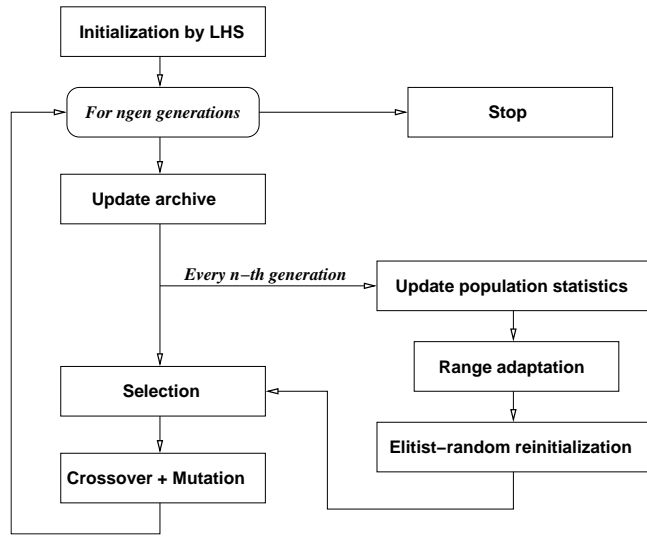 Initialization by LHS
For ngen generations
Stop
Update archive
Every n−th generation
Update population statistics
Range adaptation
Selection
Elitist−random reinitialization
Crossover + Mutation